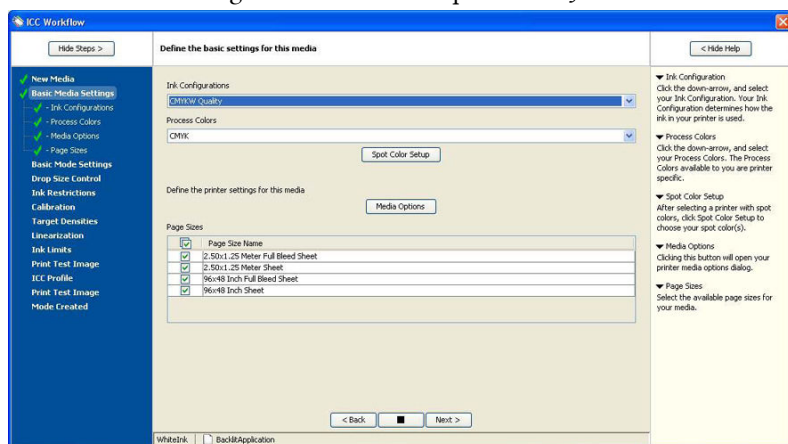 ICC Workflow
Hide Steps >
Define the basic settings for this media
< Hide Help
New Media
Basic Media Settings
- Ink Configurations
- Process Colors
- Media Options
- Page Sizes
Basic Mode Settings
Drop Size Control
Ink Restrictions
Calibration
Target Densities
Linearization
Ink Limits
Print Test Image
ICC Profile
Print Test Image
Mode Created
Ink Configurations
CMYKW Quality
Process Colors
CMYK
Spot Color Setup
Define the printer settings for this media
Media Options
Page Sizes
Page Size Name
2.50x1.25 Meter Full Bleed Sheet
2.50x1.25 Meter Sheet
96x48 Inch Full Bleed Sheet
96x48 Inch Sheet
< Back
Next >
WhiteInk
BacklitApplication
Ink Configuration
Click the down-arrow, and select
your Ink Configuration. Your Ink
Configuration determines how the
ink in your printer is used.
Process Colors
Click the down-arrow, and select
your Process Colors. The Process
Colors available to you are printer
specific.
Spot Color Setup
After selecting a printer with spot
colors, click Spot Color Setup to
choose your spot color(s).
Media Options
Clicking this button will open your
printer media options dialog.
Page Sizes
Select the available page sizes for
your media.